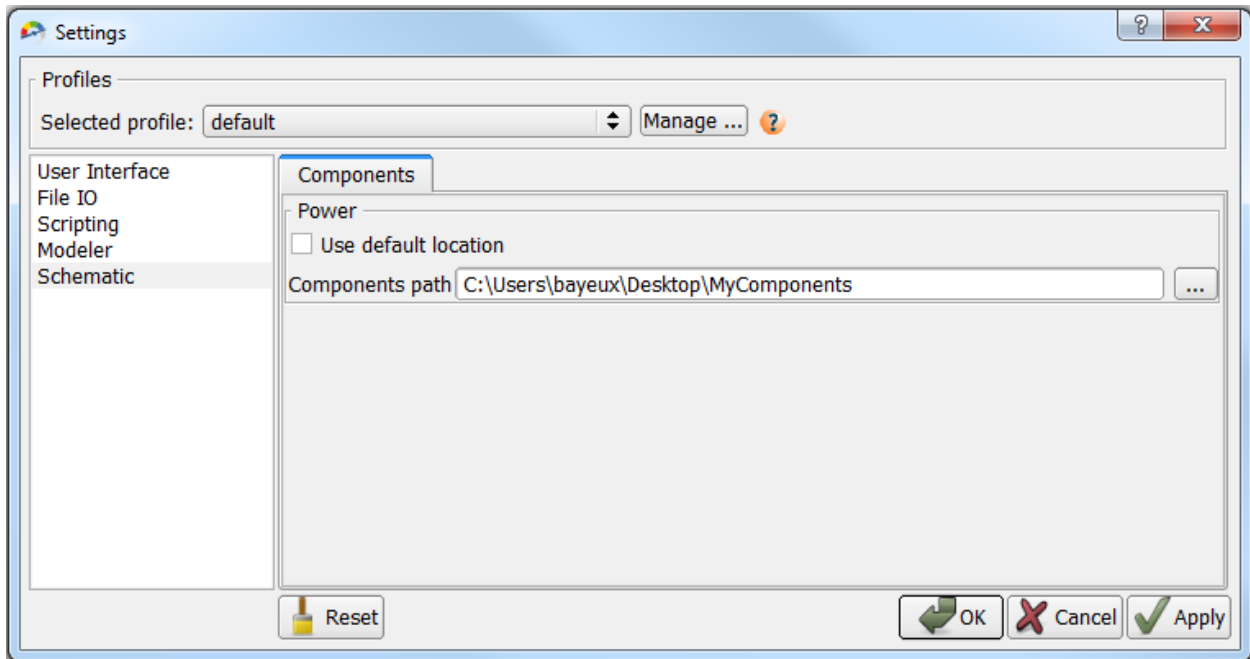 Settings
Profiles
Selected profile: default Manage ... ?
User Interface
File IO
Scripting
Modeler
Schematic
Components
Power
Use default location
Components path C:\Users\bayeux\Desktop\MyComponents ...
Reset OK Cancel Apply